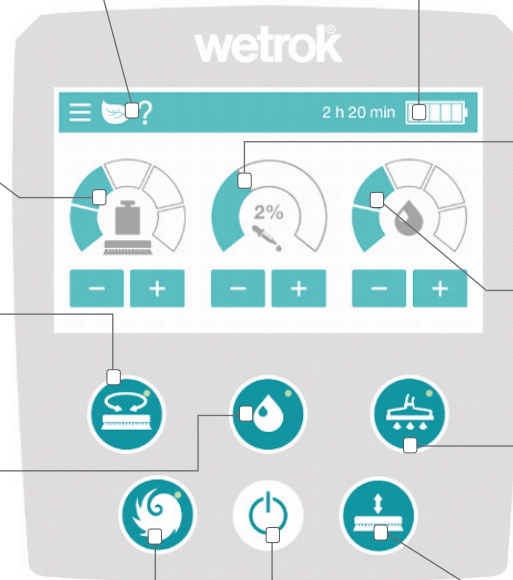 wetrok®
?
2 h 20 min
2%
− + − + − +